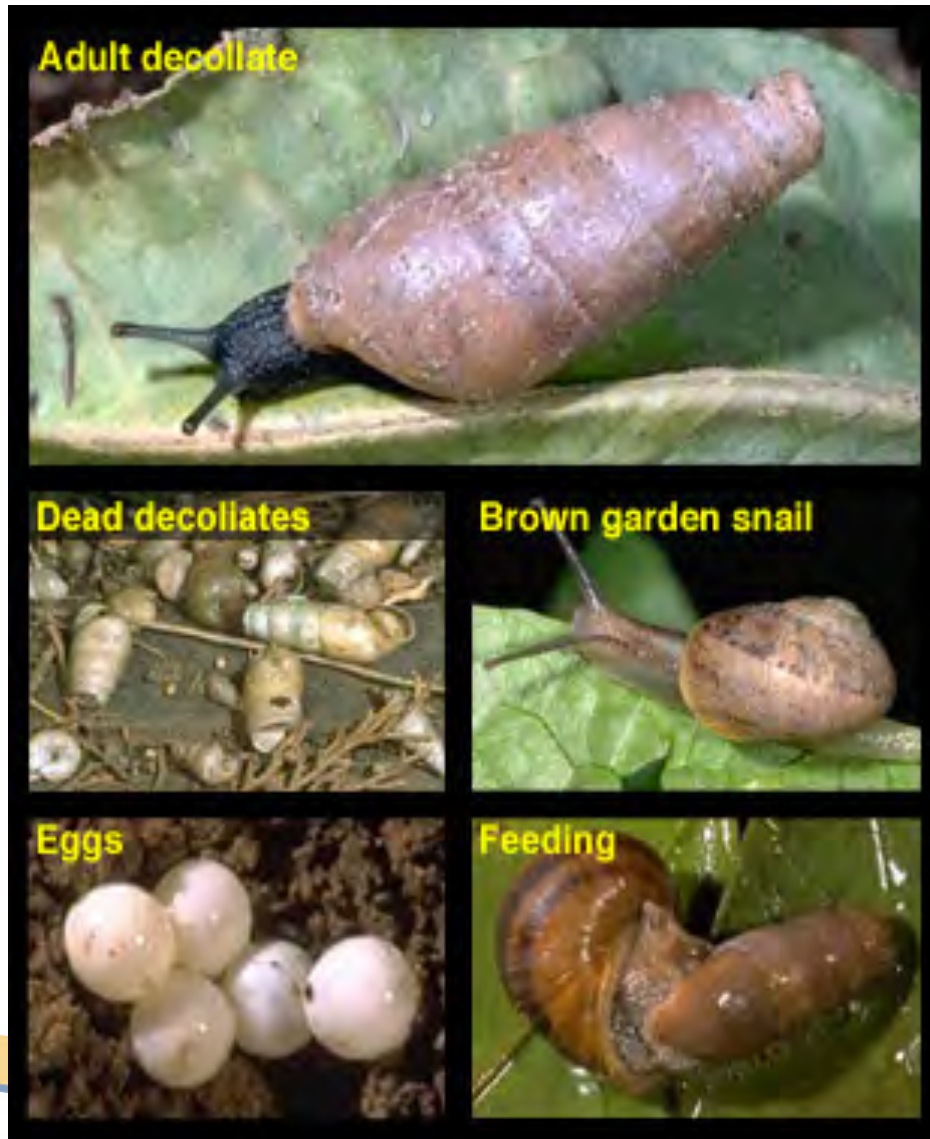 Adult decollate
Dead decollates
Brown garden snail
Eggs
Feeding